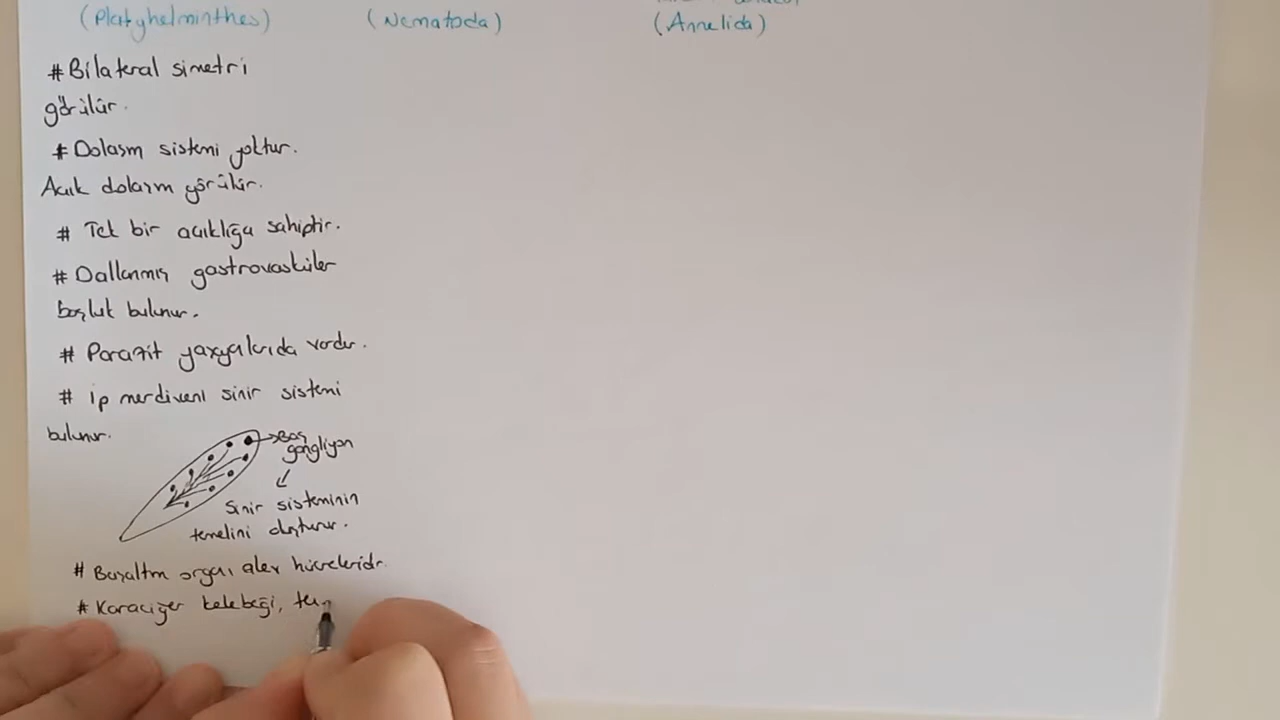 (Platyhelminthes)
(Nematoda)
(Annelida)
# Bilateral simetri
görülür.
# Dolaşım sistemi yoktur.
Açık dolaşım görülür.
# Tek bir açıklığa sahiptir.
# Dallanmış gastrovasküler
boşluk bulunur.
# Parazit yaşayanlarıda vardır.
# ip merdiveni sinir sistemi
bulunur.
Baş
gangliyon
Sinir sisteminin
temelini oluşturur.
# Boşaltım organı alev hücreleridir.
# Karaciğer kelebeği,